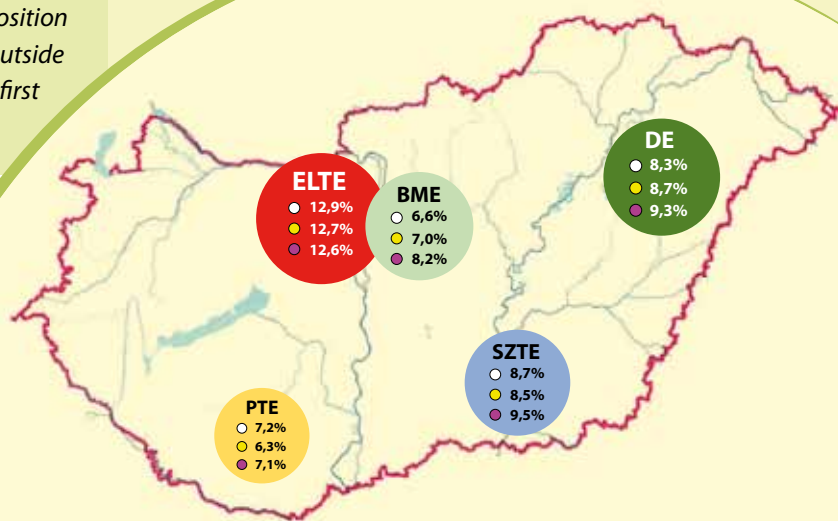 osition
utside
first
ELTE
12,9%
12,7%
12,6%
BME
6,6%
7,0%
8,2%
DE
8,3%
8,7%
9,3%
SZTE
8,7%
8,5%
9,5%
PTE
7,2%
6,3%
7,1%